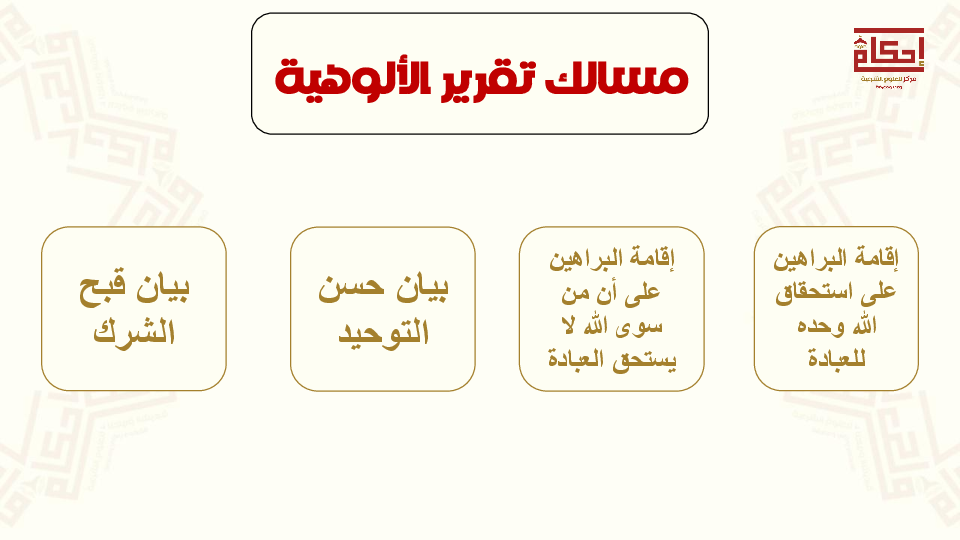 مسالك تقرير الألوهية
إحكام
مركز للعلوم الشرعية
إقامة البراهين
على استحقاق
الله وحده
للعبادة
إقامة البراهين
على أن من
سوى الله لا
يستحق العبادة
بيان حسن
التوحيد
بيان قبح
الشرك